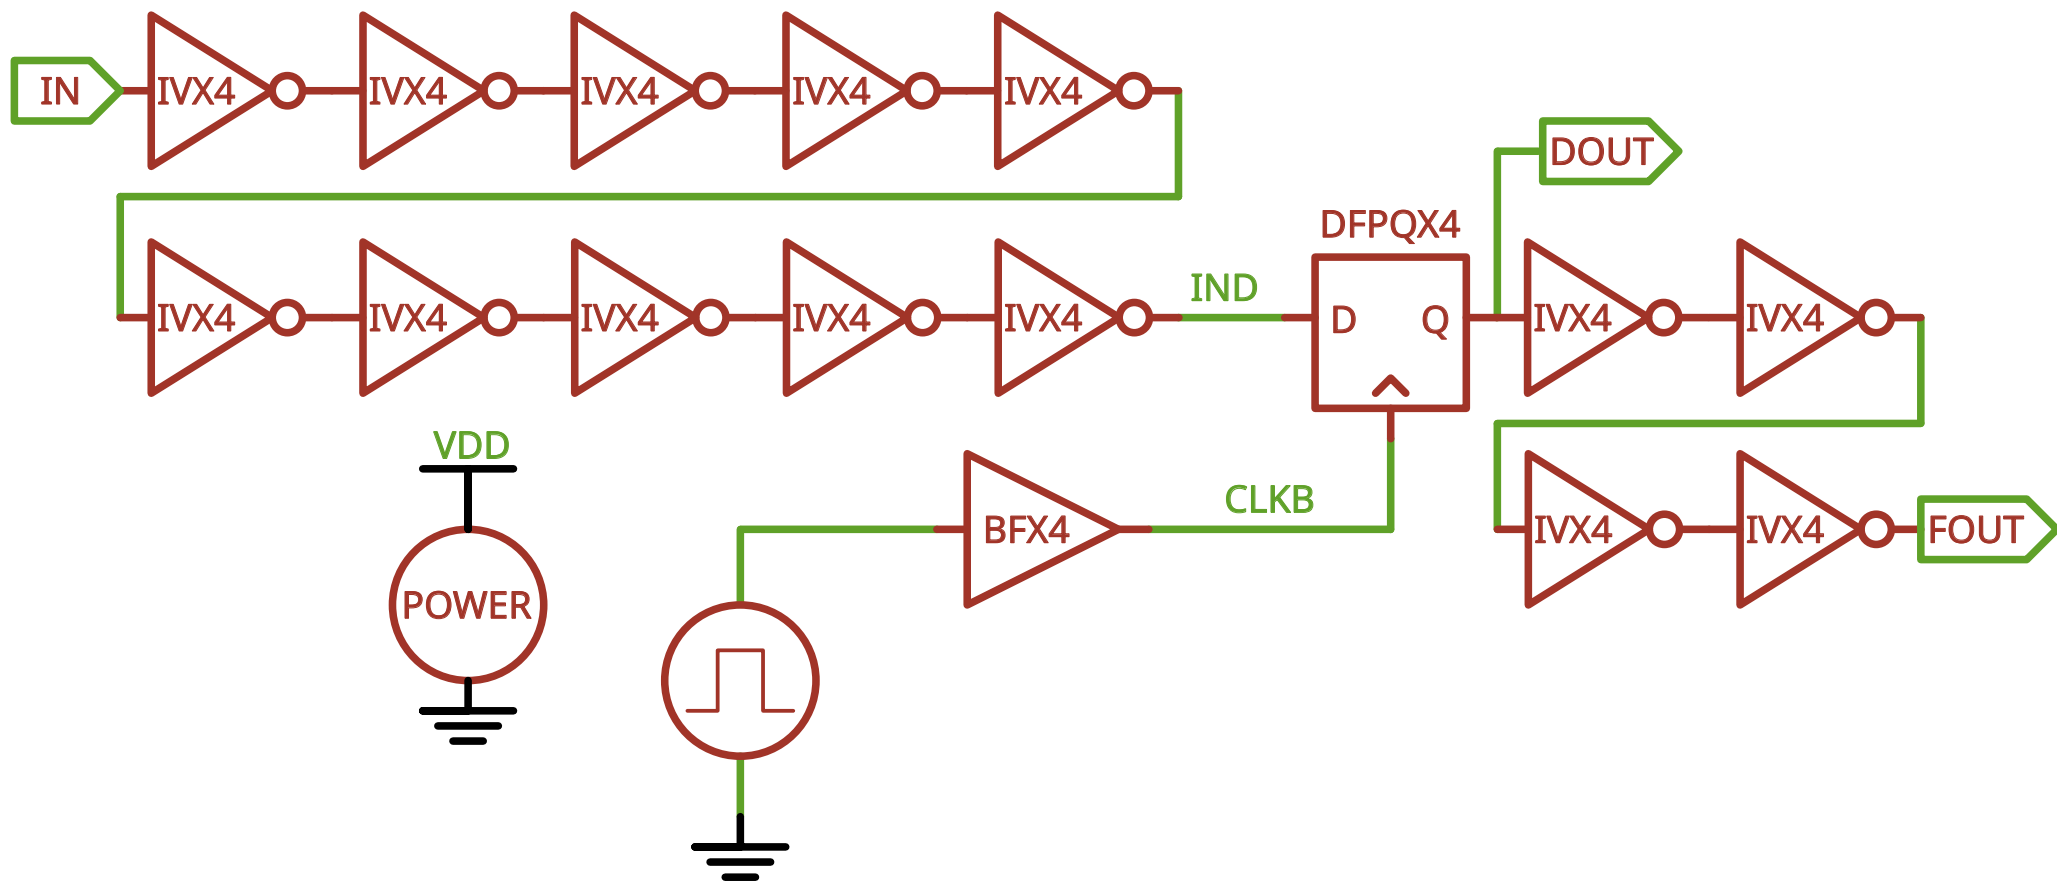 IN
IVX4
IVX4
IVX4
IVX4
IVX4
DOUT
DFPQX4
IVX4
IVX4
IVX4
IVX4
IVX4
IND
D
Q
IVX4
IVX4
VDD
CLKB
BFX4
IVX4
IVX4
FOUT
POWER